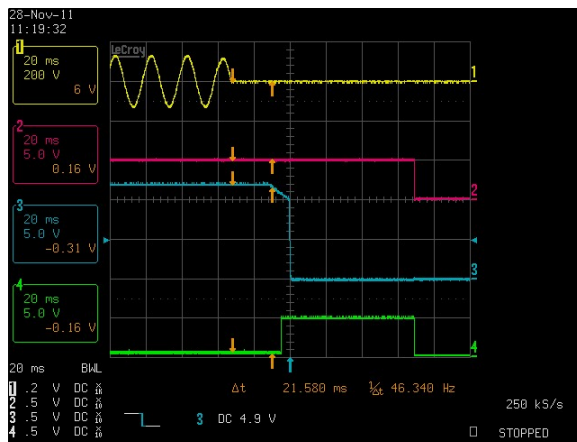 28-Nov-11
11:19:32
LeCroy
1
20 ms
200 V
6 V
1
2
20 ms
5.0 V
0.16 V
2
3
20 ms
5.0 V
-0.31 V
3
4
20 ms
5.0 V
-0.16 V
4
20 ms BWL
1 .2 V DC
2 .5 V DC
3 .5 V DC
4 .5 V DC
Δt 21.580 ms 1/Δt 46.340 Hz
3 DC 4.9 V
250 kS/s
STOPPED